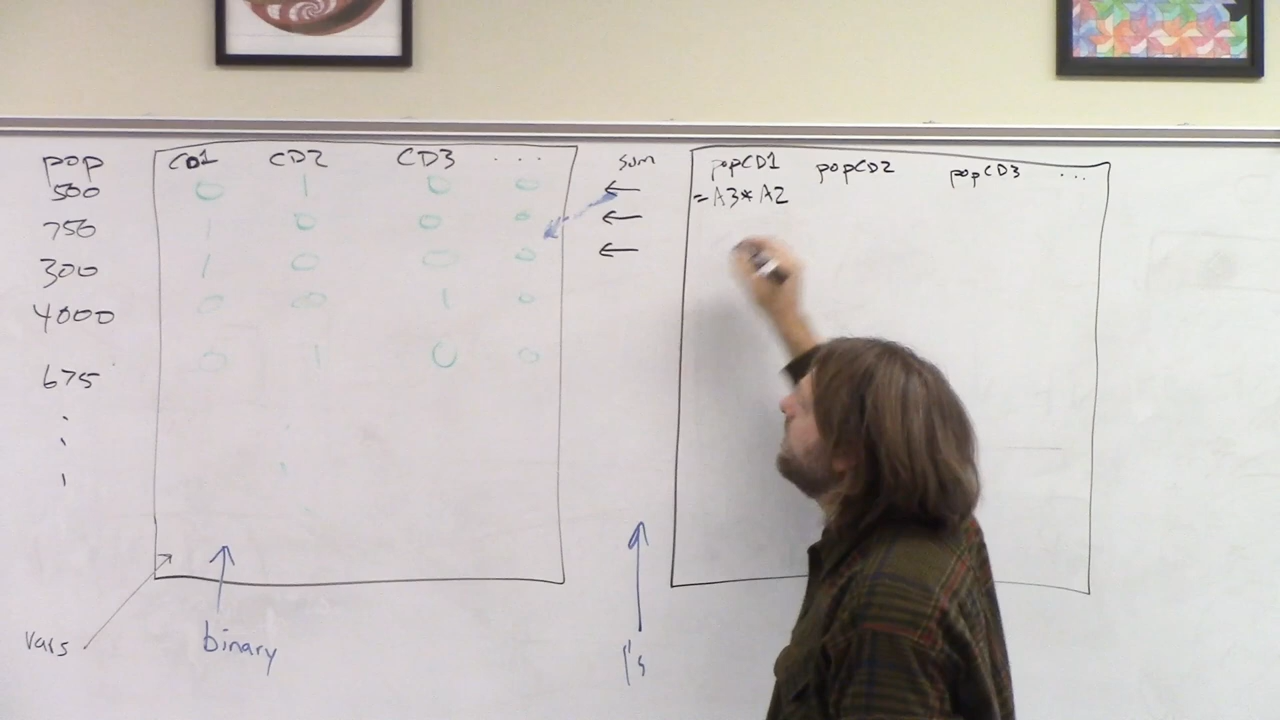 pop CD1 CD2 CD3 ... sum popCD1 popCD2 popCD3 ...
500 0 1 0 0 ← =A3*A2
750 1 0 0 0 ←
300 1 0 0 0 ←
4000 0 0 1 0
675 0 1 0 0
vars binary 1's